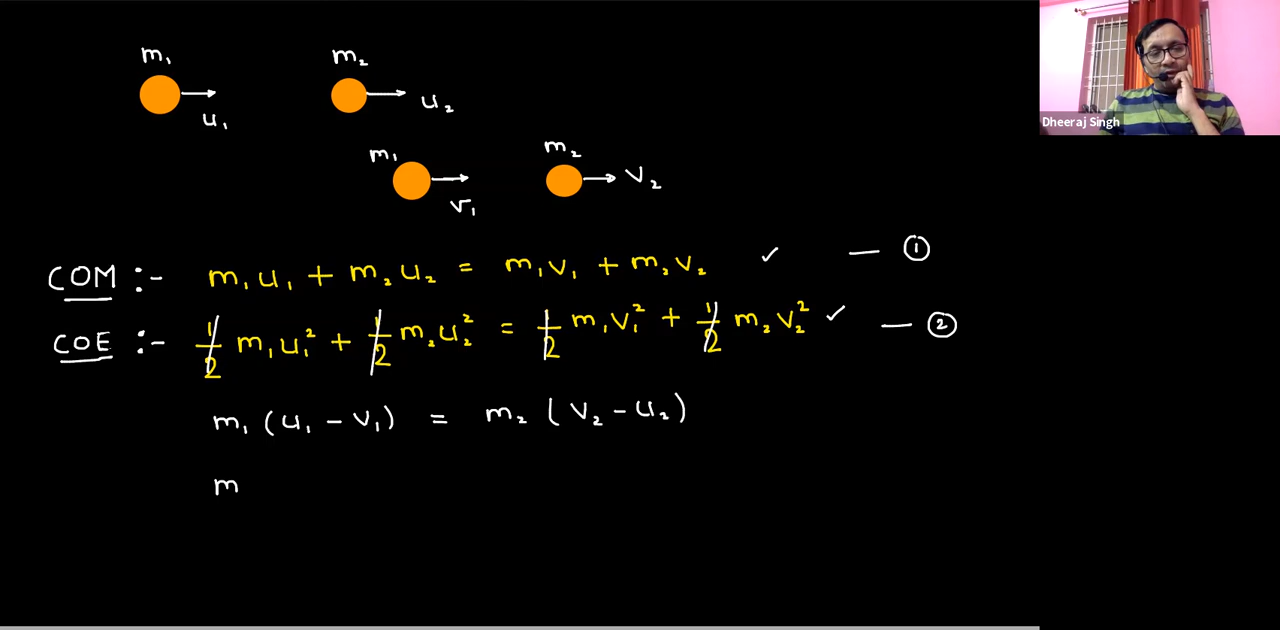 m₁ m₂
u₁ u₂
m₁ m₂
v₁ v₂
COM :- m₁u₁ + m₂u₂ = m₁v₁ + m₂v₂ ✓ — ①
COE :- 1/2 m₁u₁² + 1/2 m₂u₂² = 1/2 m₁v₁² + 1/2 m₂v₂² ✓ — ②
m₁ (u₁ - v₁) = m₂ (v₂ - u₂)
m
Dheeraj Singh